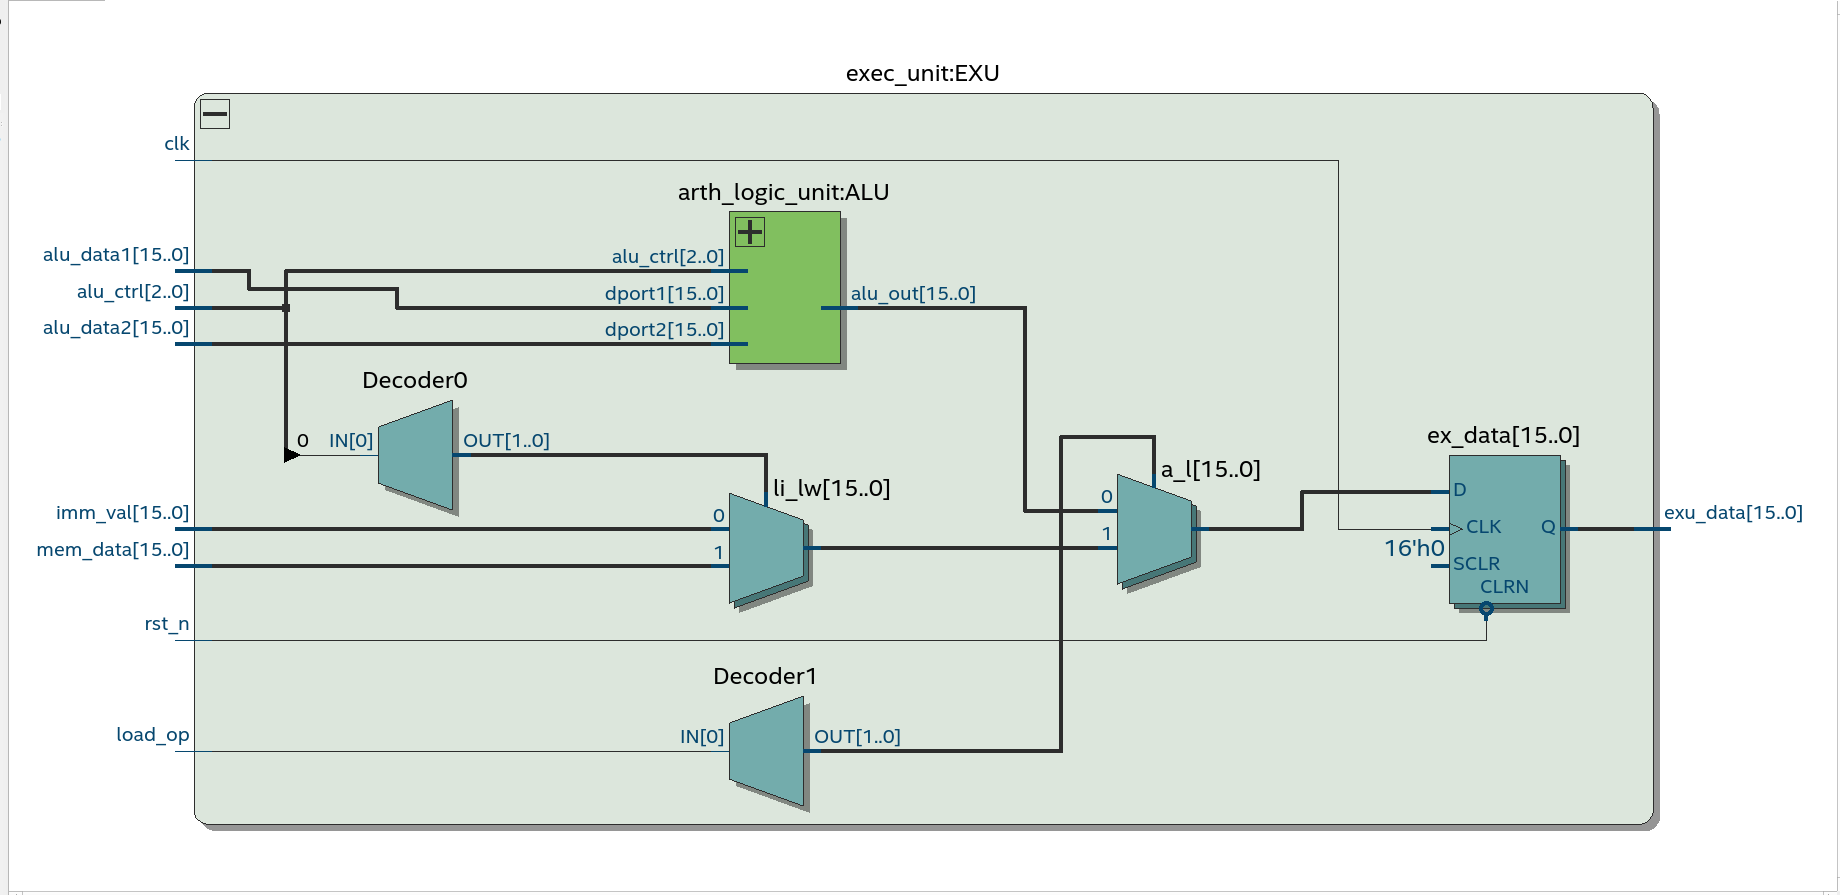 exec_unit:EXU
clk
arth_logic_unit:ALU
alu_data1[15..0]
alu_ctrl[2..0]
alu_ctrl[2..0]
dport1[15..0]
alu_out[15..0]
alu_data2[15..0]
dport2[15..0]
Decoder0
0
IN[0]
OUT[1..0]
ex_data[15..0]
a_l[15..0]
li_lw[15..0]
0
D
imm_val[15..0]
0
exu_data[15..0]
1
CLK
Q
mem_data[15..0]
1
16'h0
SCLR
CLRN
rst_n
Decoder1
load_op
IN[0]
OUT[1..0]